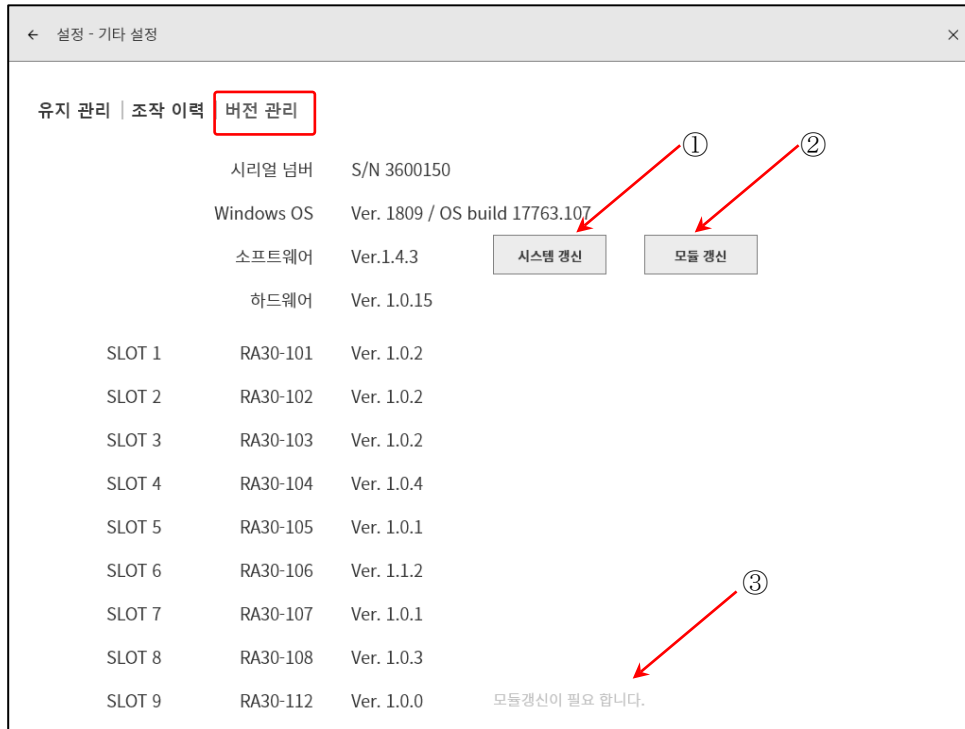 ← 설정 - 기타 설정 ×
유지 관리 | 조작 이력 | 버전 관리
① ②
시리얼 넘버 S/N 3600150
Windows OS Ver. 1809 / OS build 17763.107
소프트웨어 Ver.1.4.3 시스템 갱신 모듈 갱신
하드웨어 Ver. 1.0.15
SLOT 1 RA30-101 Ver. 1.0.2
SLOT 2 RA30-102 Ver. 1.0.2
SLOT 3 RA30-103 Ver. 1.0.2
SLOT 4 RA30-104 Ver. 1.0.4
SLOT 5 RA30-105 Ver. 1.0.1
SLOT 6 RA30-106 Ver. 1.1.2
③
SLOT 7 RA30-107 Ver. 1.0.1
SLOT 8 RA30-108 Ver. 1.0.3
SLOT 9 RA30-112 Ver. 1.0.0 모듈갱신이 필요 합니다.